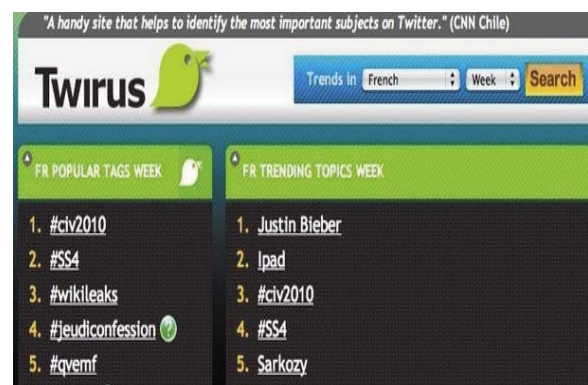 "A handy site that helps to identify the most important subjects on Twitter." (CNN Chile)
TWIRUS
Trends in French Week Search
FR POPULAR TAGS WEEK
1. #civ2010
2. #SS4
3. #wikileaks
4. #jeudiconfession ?
5. #qvemf
FR TRENDING TOPICS WEEK
1. Justin Bieber
2. Ipad
3. #civ2010
4. #SS4
5. Sarkozy